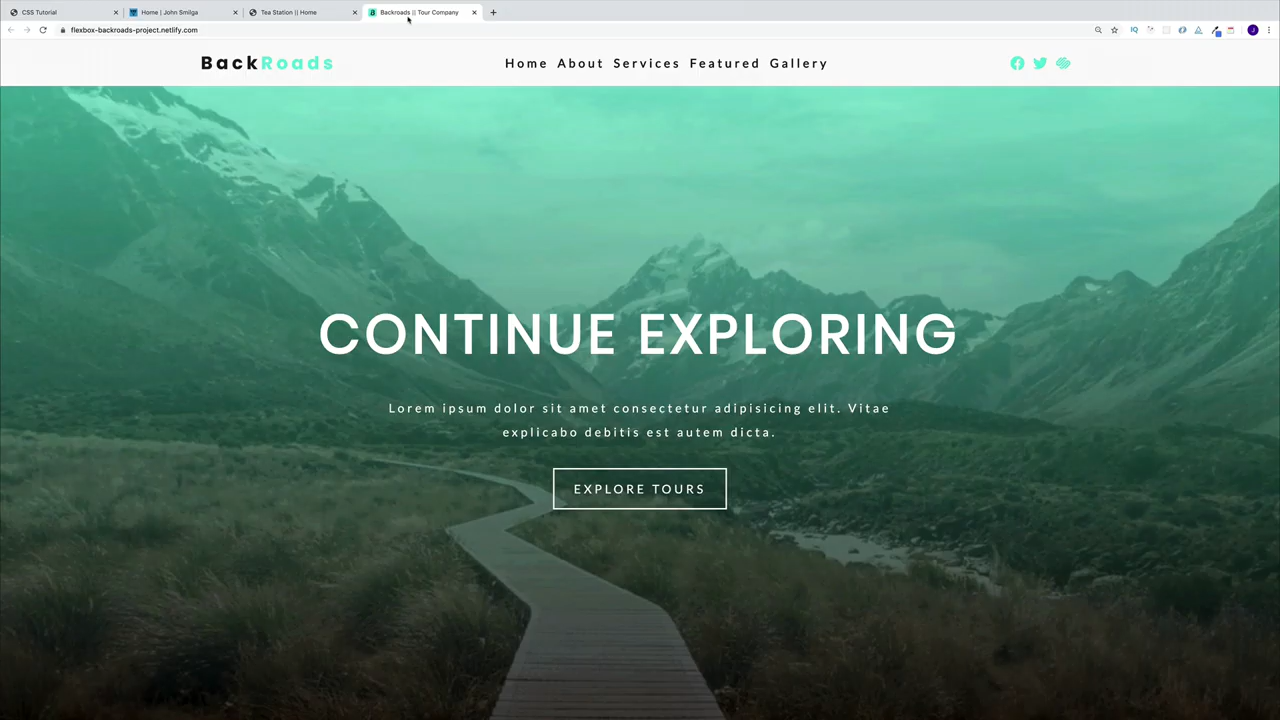 CSS Tutorial
Home | John Smilga
Tea Station || Home
Backroads || Tour Company
flexbox-backroads-project.netlify.com
BackRoads
Home About Services Featured Gallery
CONTINUE EXPLORING
Lorem ipsum dolor sit amet consectetur adipisicing elit. Vitae
explicabo debitis est autem dicta.
EXPLORE TOURS